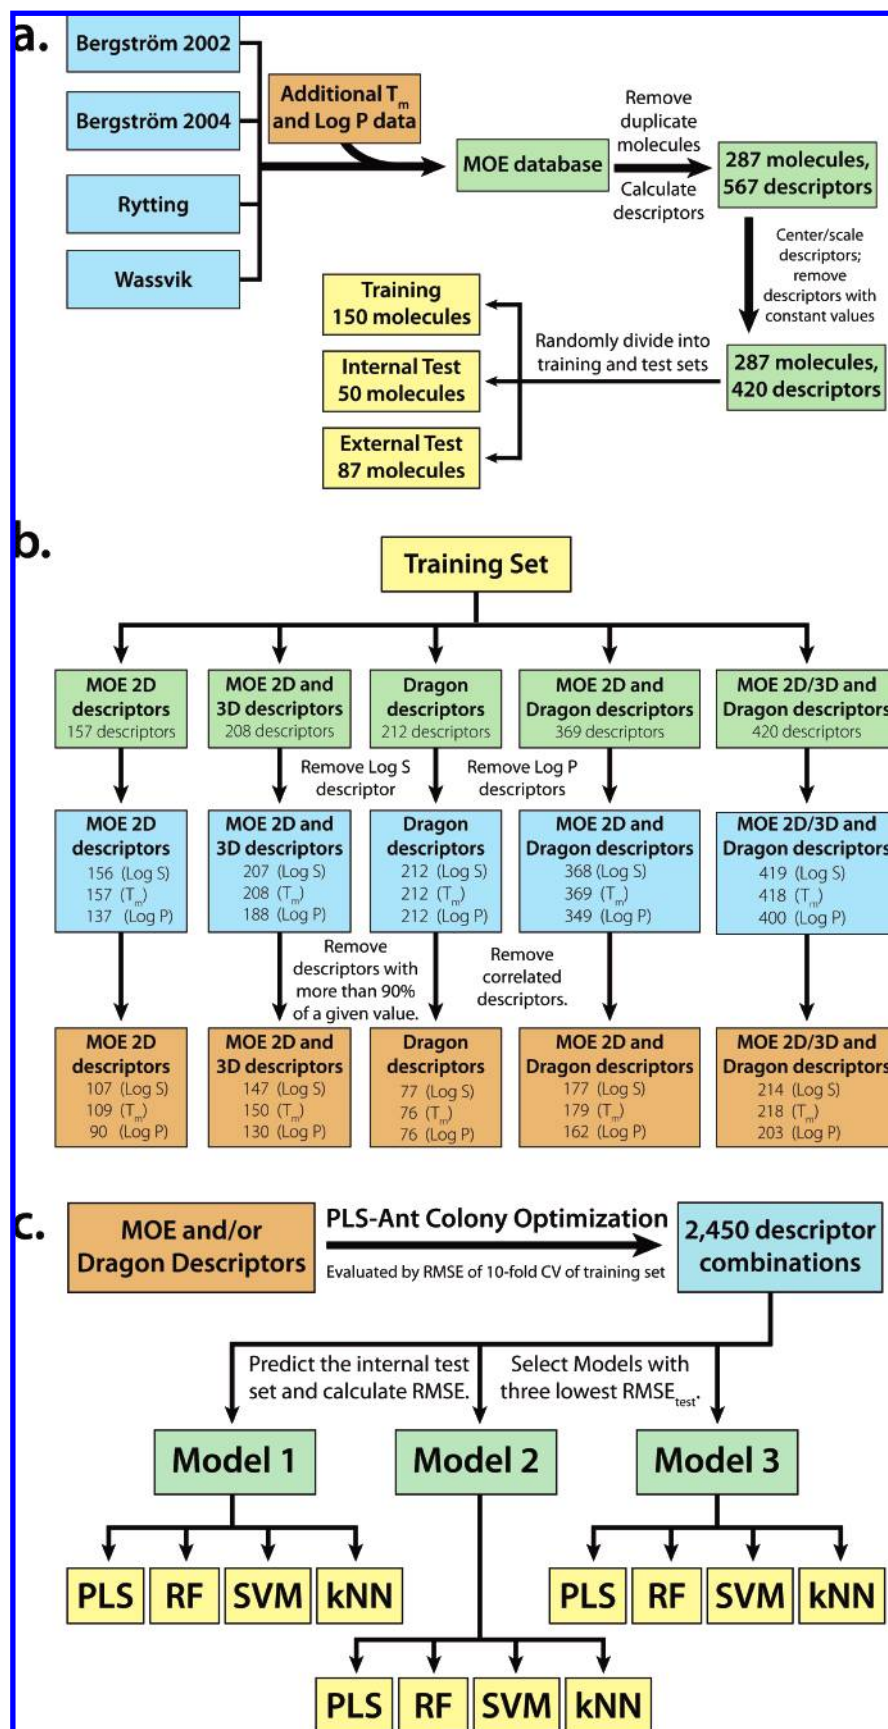 a.
Bergström 2002
Bergström 2004
Rytting
Wassvik
Additional Tm
and Log P data
MOE database
Remove
duplicate
molecules
Calculate
descriptors
287 molecules,
567 descriptors
Center/scale
descriptors;
remove
descriptors with
constant values
287 molecules,
420 descriptors
Randomly divide into
training and test sets
Training
150 molecules
Internal Test
50 molecules
External Test
87 molecules
b.
Training Set
MOE 2D
descriptors
157 descriptors
MOE 2D and
3D descriptors
208 descriptors
Dragon
descriptors
212 descriptors
MOE 2D and
Dragon descriptors
369 descriptors
MOE 2D/3D and
Dragon descriptors
420 descriptors
Remove Log S
descriptor
Remove Log P
descriptors
MOE 2D
descriptors
156 (Log S)
157 (Tm)
137 (Log P)
MOE 2D and
3D descriptors
207 (Log S)
208 (Tm)
188 (Log P)
Dragon
descriptors
212 (Log S)
212 (Tm)
212 (Log P)
MOE 2D and
Dragon descriptors
368 (Log S)
369 (Tm)
349 (Log P)
MOE 2D/3D and
Dragon descriptors
419 (Log S)
418 (Tm)
400 (Log P)
Remove
descriptors with
more than 90%
of a given value.
Remove
correlated
descriptors.
MOE 2D
descriptors
107 (Log S)
109 (Tm)
90 (Log P)
MOE 2D and
3D descriptors
147 (Log S)
150 (Tm)
130 (Log P)
Dragon
descriptors
77 (Log S)
76 (Tm)
76 (Log P)
MOE 2D and
Dragon descriptors
177 (Log S)
179 (Tm)
162 (Log P)
MOE 2D/3D and
Dragon descriptors
214 (Log S)
218 (Tm)
203 (Log P)
c.
MOE and/or
Dragon Descriptors
PLS-Ant Colony Optimization
Evaluated by RMSE of 10-fold CV of training set
2,450 descriptor
combinations
Predict the internal test
set and calculate RMSE.
Select Models with
three lowest RMSEtest.
Model 1
Model 2
Model 3
PLS RF SVM kNN
PLS RF SVM kNN
PLS RF SVM kNN